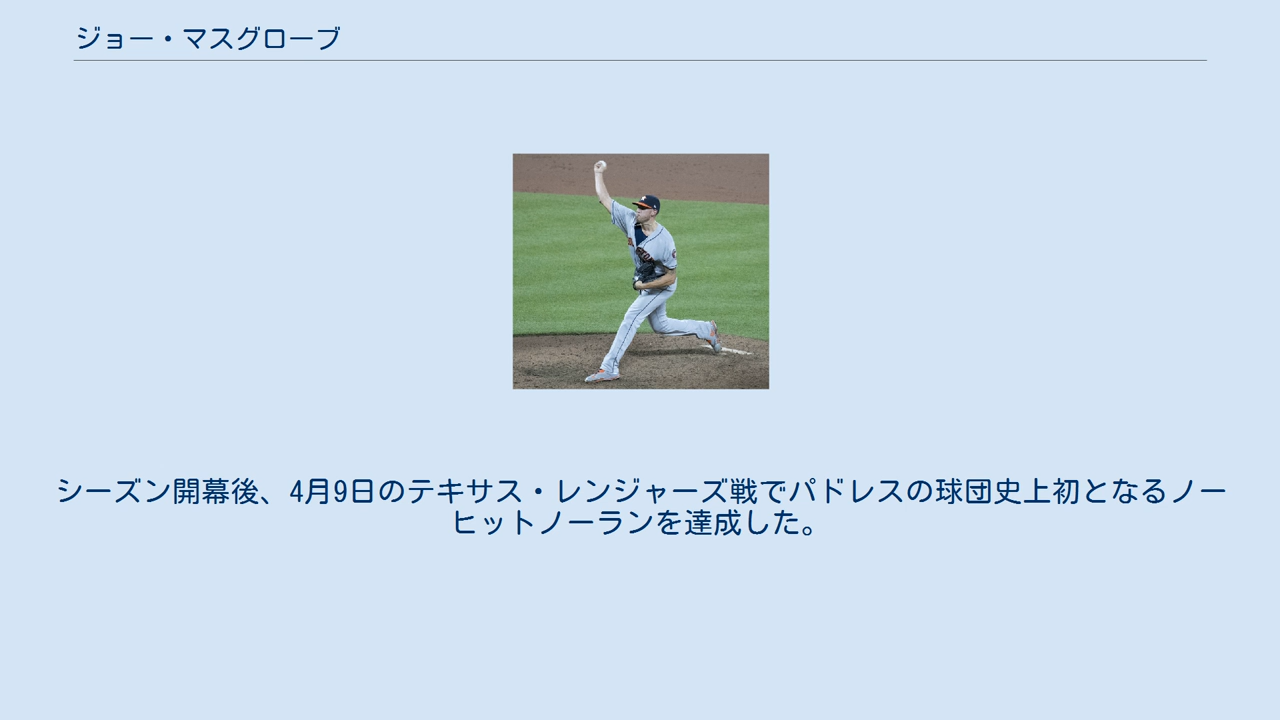 ジョー・マスグローブ
シーズン開幕後、4月9日のテキサス・レンジャーズ戦でパドレスの球団史上初となるノー
ヒットノーランを達成した。